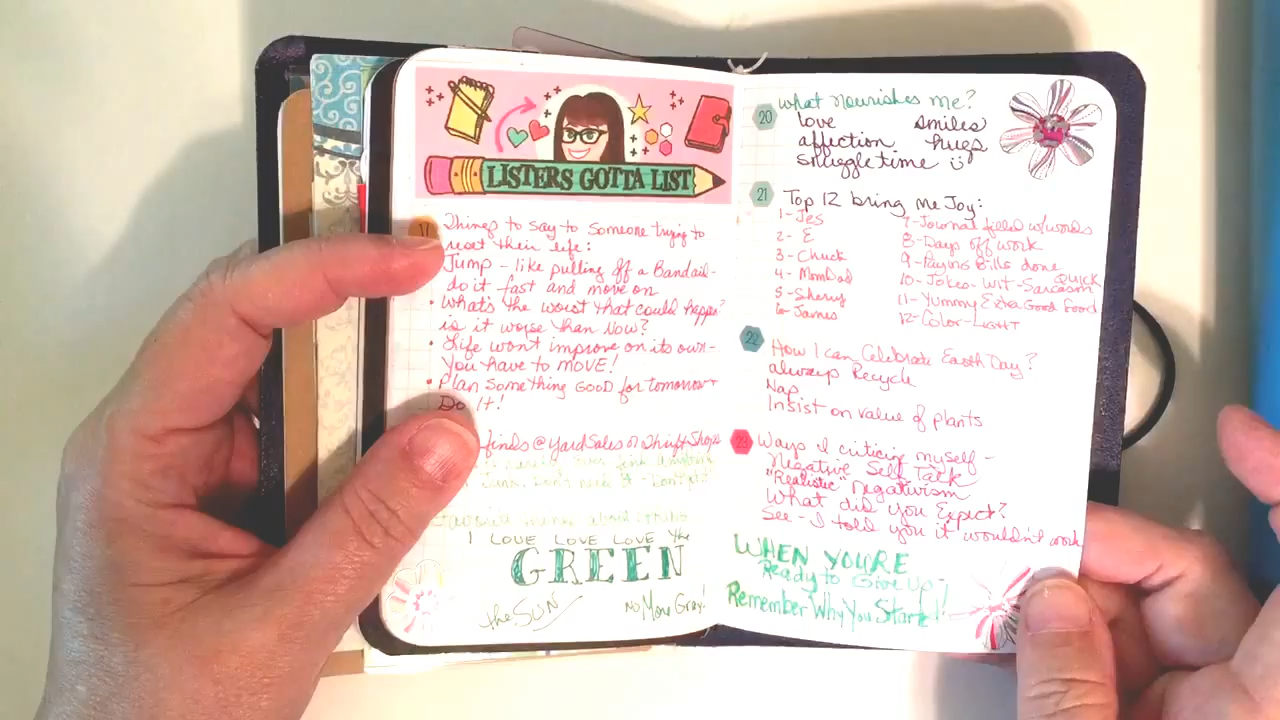 LISTERS GOTTA LIST
Things to say to someone trying to
reset their life:
Jump - like pulling off a Bandaid -
do it fast and move on
• What's the worst that could happen?
is it worse than Now?
• Life won't improve on its own -
You have to MOVE!
• Plan something GOOD for tomorrow +
Do It!
finds @ Yard Sales or Thrift Shops
I LOVE LOVE LOVE the
GREEN
the SUN
No More Gray!
20
What nourishes me?
love smiles
affection hugs
snuggletime
21
Top 12 bring me Joy:
1- Jes
2- E
3- Chuck
4- Mom Dad
5- Sherry
6- James
7- Journal filled w/words
8- Days off work
9- Paying Bills done
10- Jokes - Wit - Sarcasm Quick
11- Yummy Extra Good Food
12- Color - LIGHT
22
How I can Celebrate Earth Day?
always Recycle
Nap
Insist on value of plants
23
Ways I criticize myself -
Negative Self Talk
"Realistic" Negativism
What did you Expect?
See - I told you it wouldn't work
WHEN YOU'RE
Ready to Give Up -
Remember Why You Started!